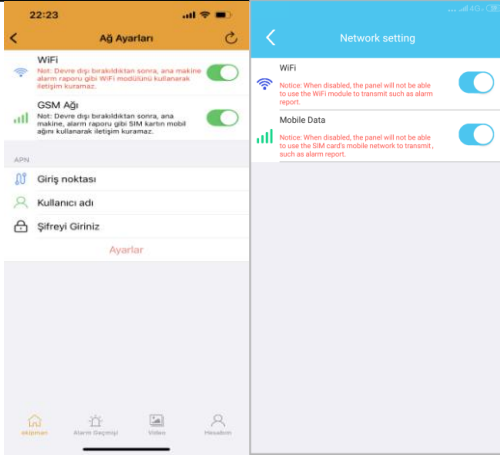 22:23
Ağ Ayarları
WiFi
Not: Devre dışı bırakıldıktan sonra, ana makine
alarm raporu gibi WiFi modülünü kullanarak
iletişim kuramaz.
GSM Ağı
Not: Devre dışı bırakıldıktan sonra, ana
makine, alarm raporu gibi SIM kartın mobil
ağını kullanarak iletişim kuramaz.
APN
Giriş noktası
Kullanıcı adı
Şifreyi Giriniz
Ayarlar
ekipman
Alarm Geçmişi
Video
Hesabım
4G
Network setting
WiFi
Notice: When disabled, the panel will not be able
to use the WiFi module to transmit such as alarm
report.
Mobile Data
Notice: When disabled, the panel will not be able
to use the SIM card's mobile network to transmit,
such as alarm report.